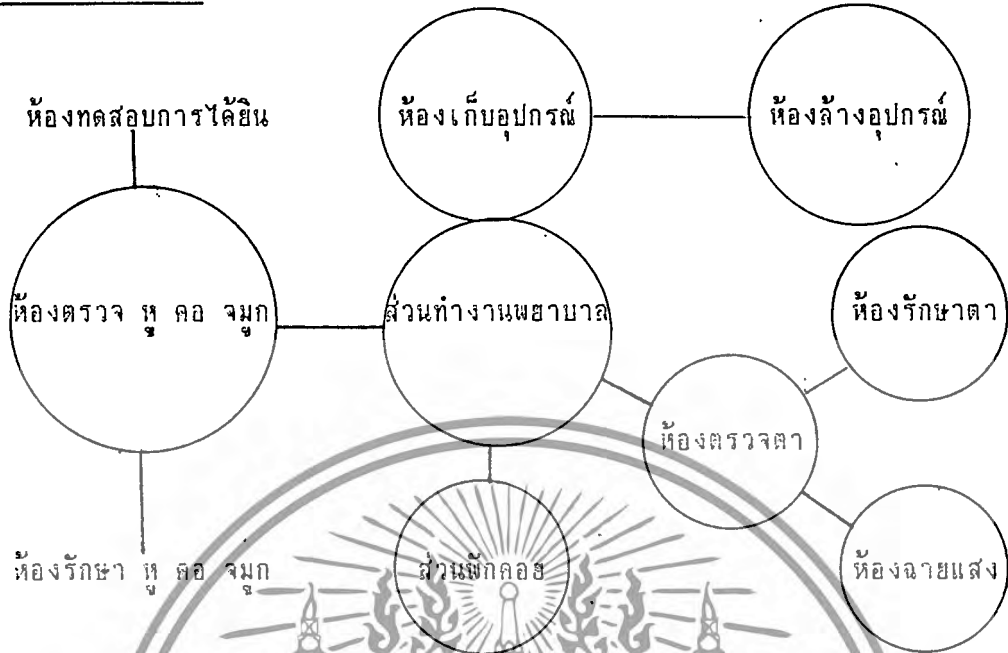 ห้องทดสอบการได้ยิน
ห้องเก็บอุปกรณ์
ห้องล้างอุปกรณ์
ห้องตรวจ หู คอ จมูก
ส่วนทำงานพยาบาล
ห้องรักษาตา
ห้องตรวจตา
ห้องรักษา หู คอ จมูก
ส่วนพักคอย
ห้องฉายแสง